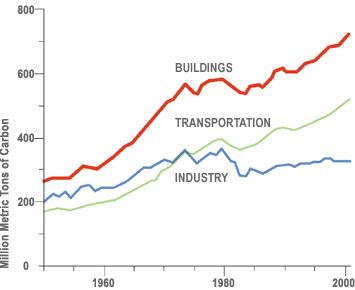 800
600
400
200
0
Million Metric Tons of Carbon
BUILDINGS
TRANSPORTATION
INDUSTRY
1960
1980
2000